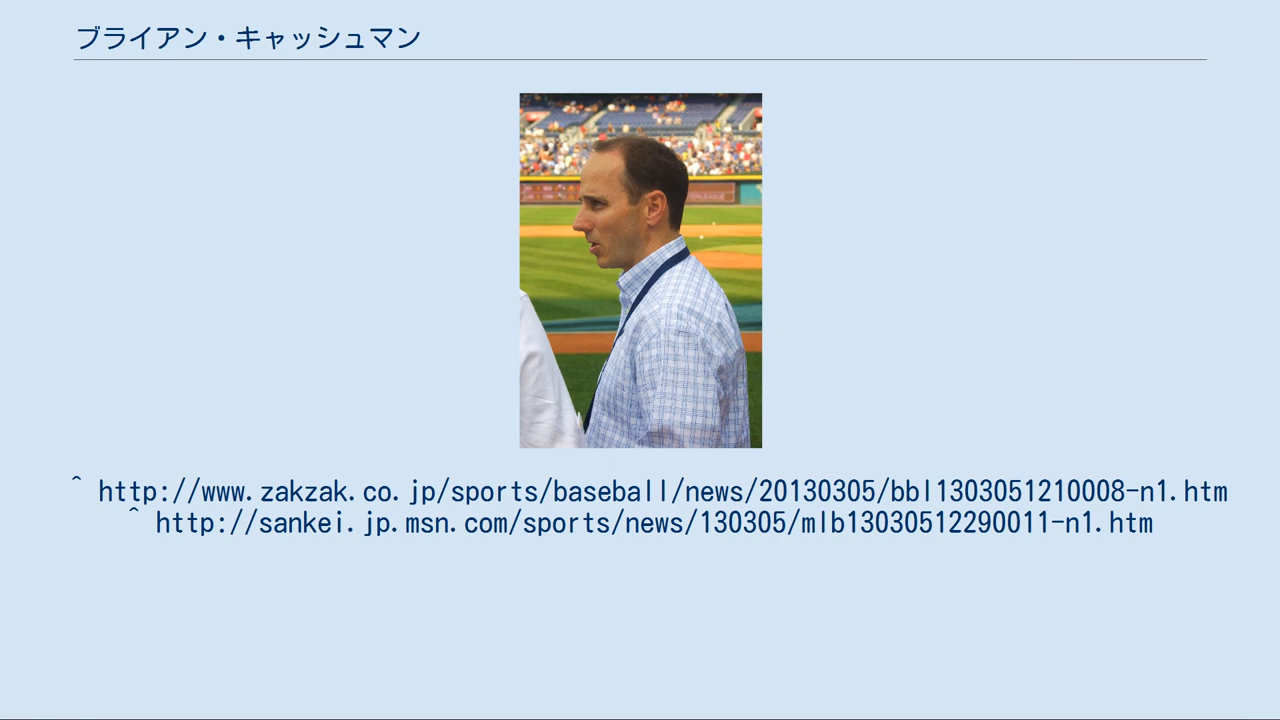 ブライアン・キャッシュマン
^ http://www.zakzak.co.jp/sports/baseball/news/20130305/bbl1303051210008-n1.htm
^ http://sankei.jp.msn.com/sports/news/130305/mlb13030512290011-n1.htm